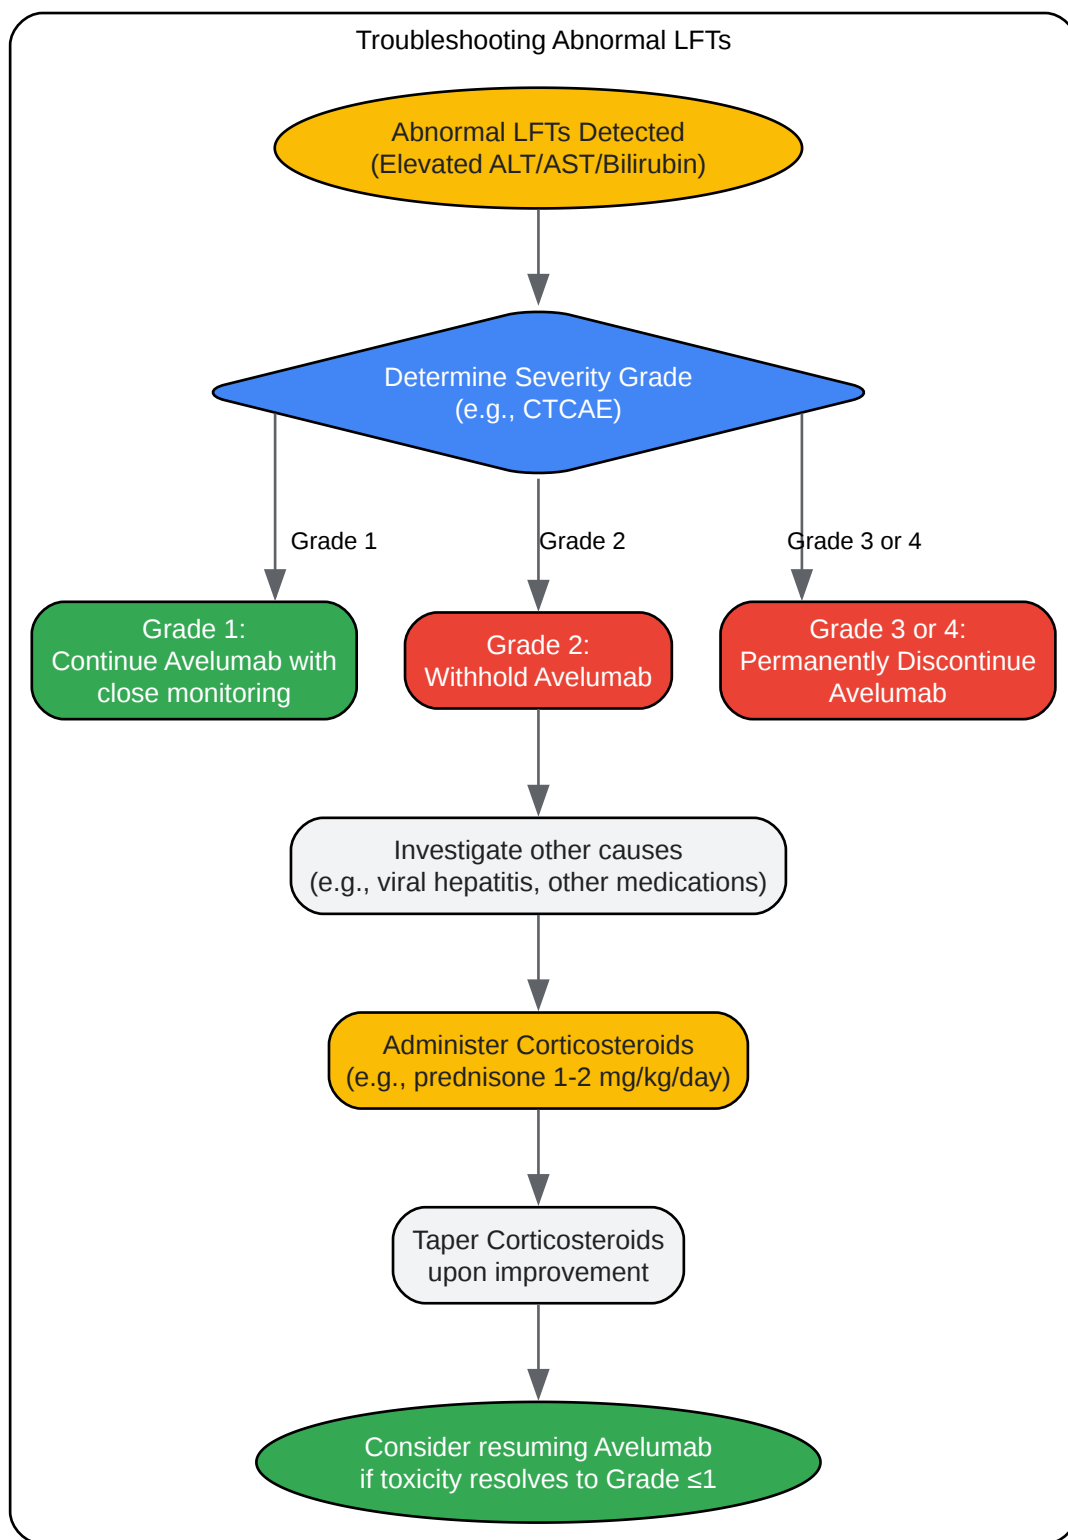 Troubleshooting Abnormal LFTs
Abnormal LFTs Detected
(Elevated ALT/AST/Bilirubin)
Determine Severity Grade
(e.g., CTCAE)
Grade 1
Grade 2
Grade 3 or 4
Grade 1:
Continue Avelumab with
close monitoring
Grade 2:
Withhold Avelumab
Grade 3 or 4:
Permanently Discontinue
Avelumab
Investigate other causes
(e.g., viral hepatitis, other medications)
Administer Corticosteroids
(e.g., prednisone 1-2 mg/kg/day)
Taper Corticosteroids
upon improvement
Consider resuming Avelumab
if toxicity resolves to Grade ≤1